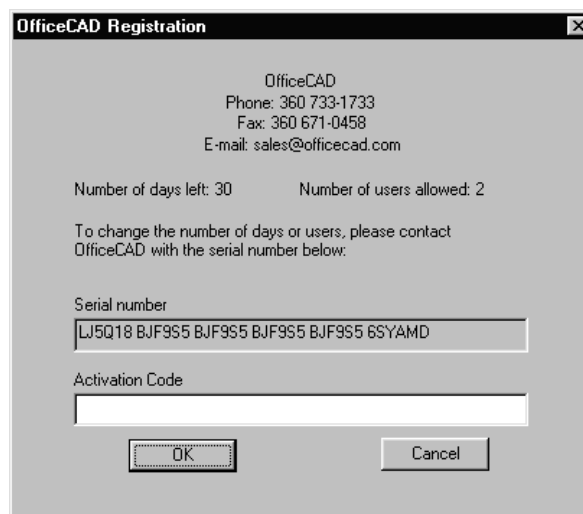 OfficeCAD Registration
OfficeCAD
Phone: 360 733-1733
Fax: 360 671-0458
E-mail: sales@officecad.com
Number of days left: 30 Number of users allowed: 2
To change the number of days or users, please contact
OfficeCAD with the serial number below:
Serial number
LJ5Q18 BJF9S5 BJF9S5 BJF9S5 BJF9S5 6SYAMD
Activation Code
OK Cancel